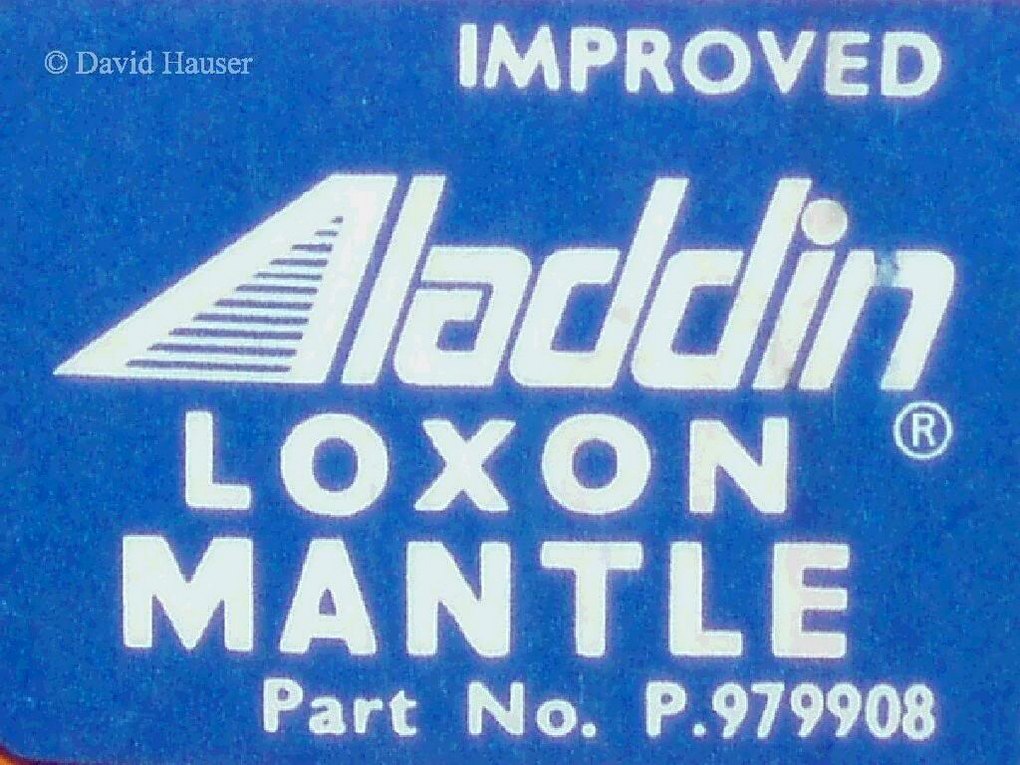 IMPROVED
© David Hauser
Aladdin
LOXON ®
MANTLE
Part No. P.979908